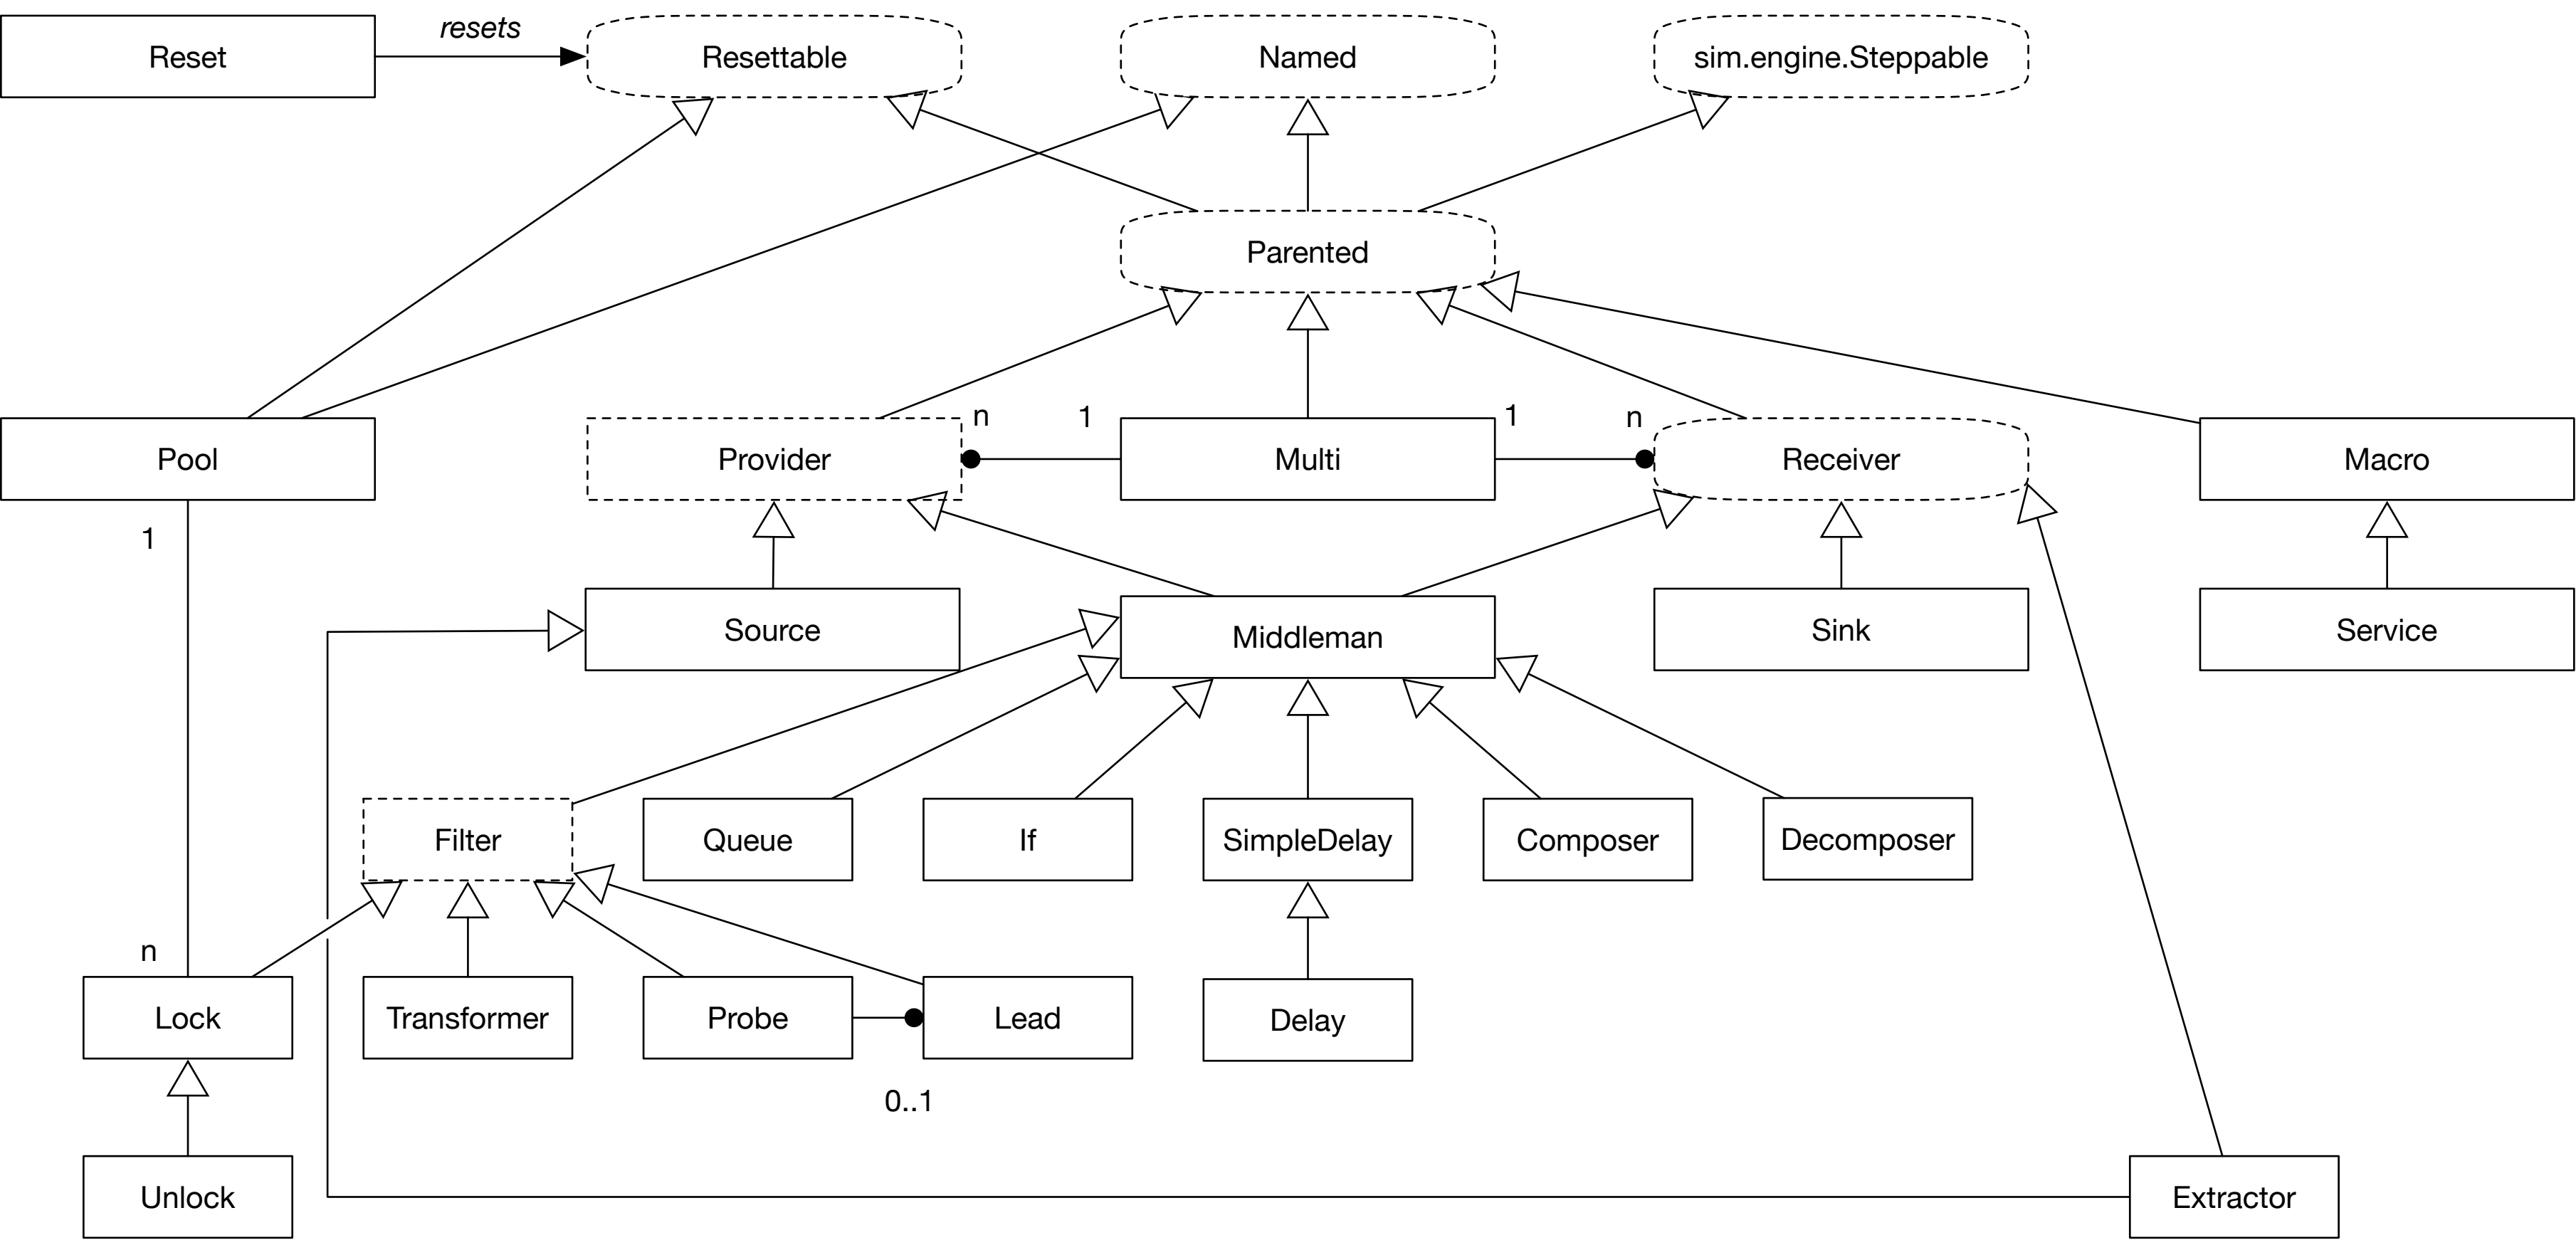 Reset
resets
Resettable
Named
sim.engine.Steppable
Parented
Pool
Provider
n
1
Multi
1
n
Receiver
Macro
1
Source
Middleman
Sink
Service
Filter
Queue
If
SimpleDelay
Composer
Decomposer
n
Lock
Transformer
Probe
Lead
Delay
0..1
Unlock
Extractor